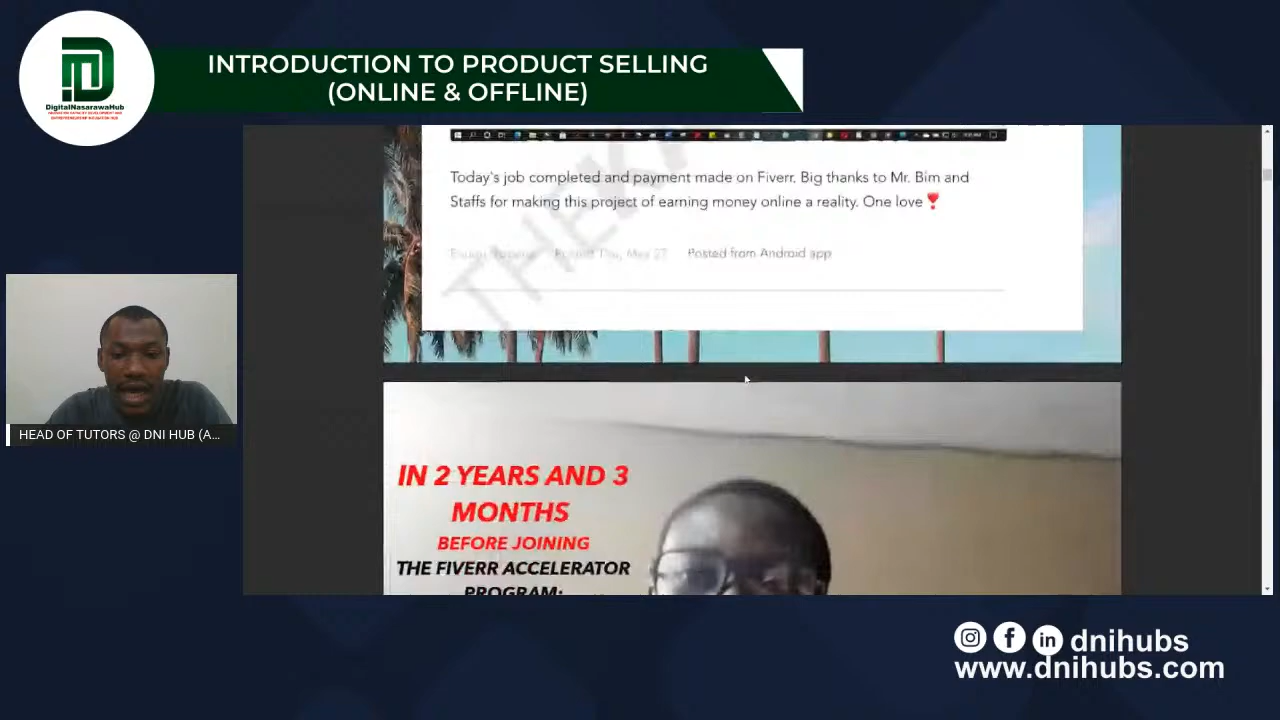 INTRODUCTION TO PRODUCT SELLING
(ONLINE & OFFLINE)
DigitalNasarawaHub
Today's job completed and payment made on Fiverr. Big thanks to Mr. Bim and
Staffs for making this project of earning money online a reality. One love
Posted from Android app
HEAD OF TUTORS @ DNI HUB (A...
IN 2 YEARS AND 3
MONTHS
BEFORE JOINING
THE FIVERR ACCELERATOR
PROGRAM:
dnihubs
www.dnihubs.com